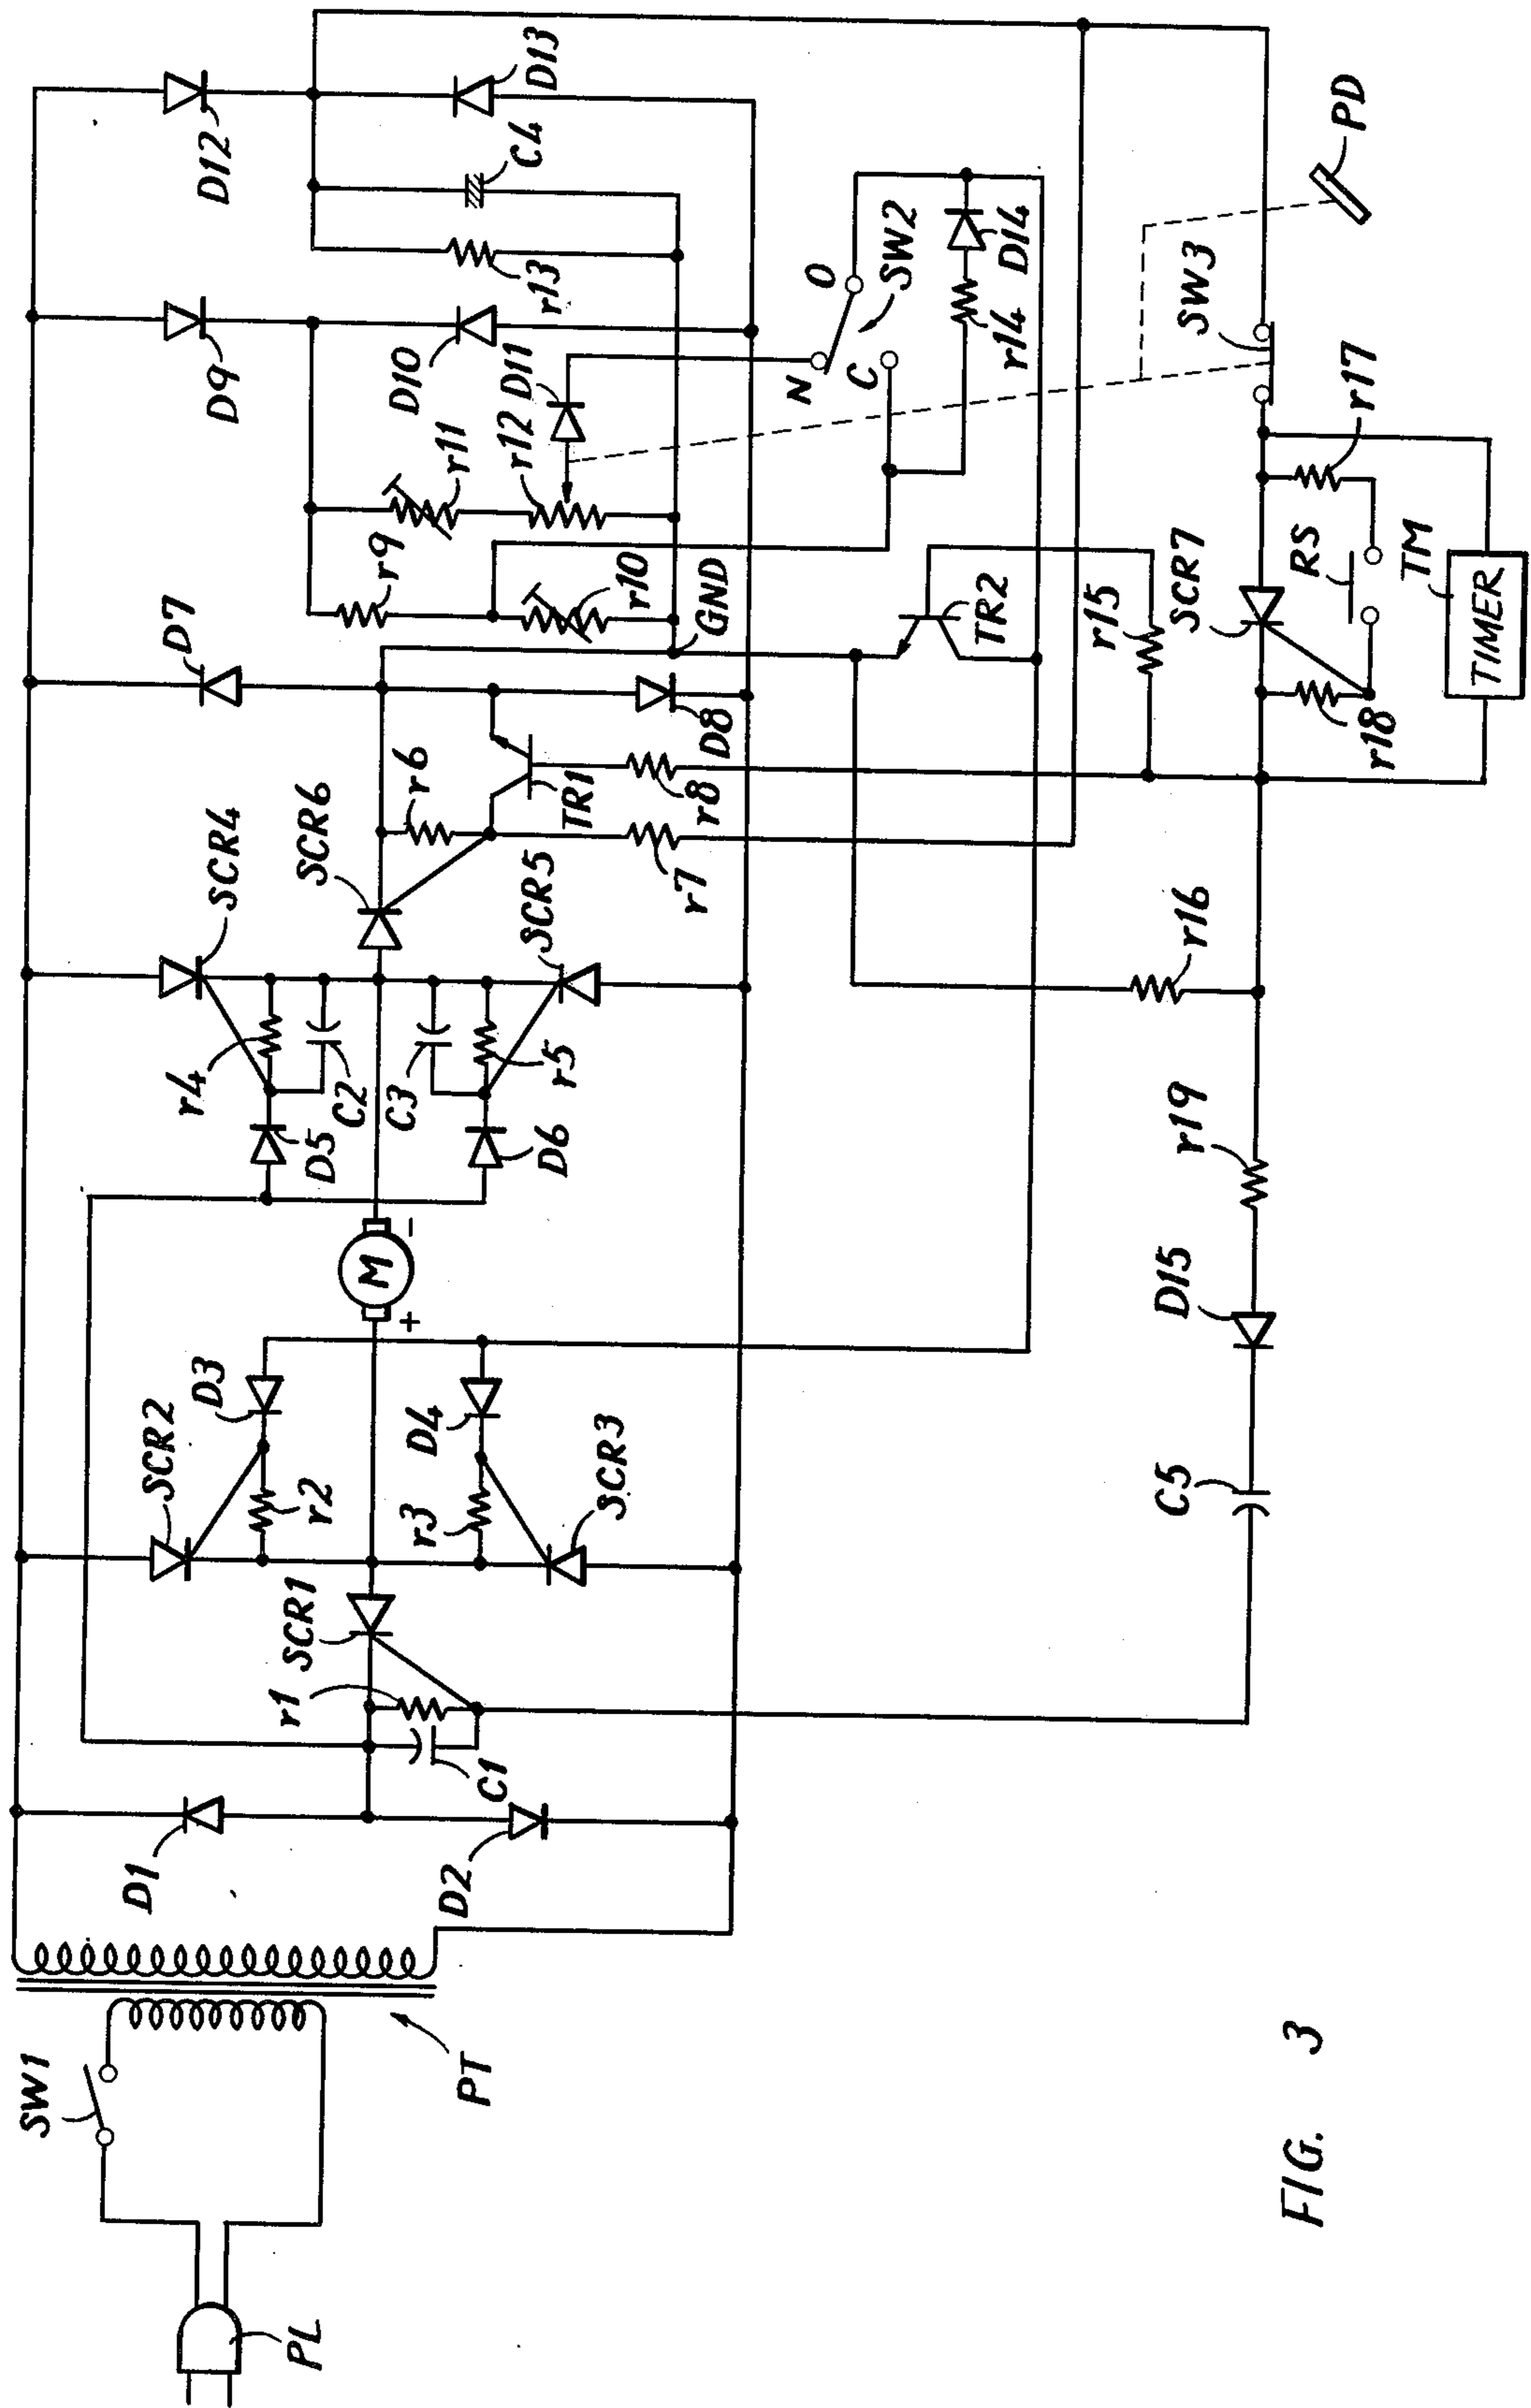 D12
D13
C4
r13
D9
D10
D11
r11
r12
r9
r10
GND
D7
D8
N
O
C
SW2
D14
r14
PD
SW3
r17
RS
SCR7
r18
TM
TIMER
TR2
r15
r6
TR1
r8
r7
SCR6
SCR4
SCR5
r4
C2
C3
r5
D5
D6
r16
r19
D15
C5
M
+
-
D3
D4
SCR2
r2
r3
SCR3
SCR1
r1
C1
D1
D2
SW1
PT
PL
FIG. 3